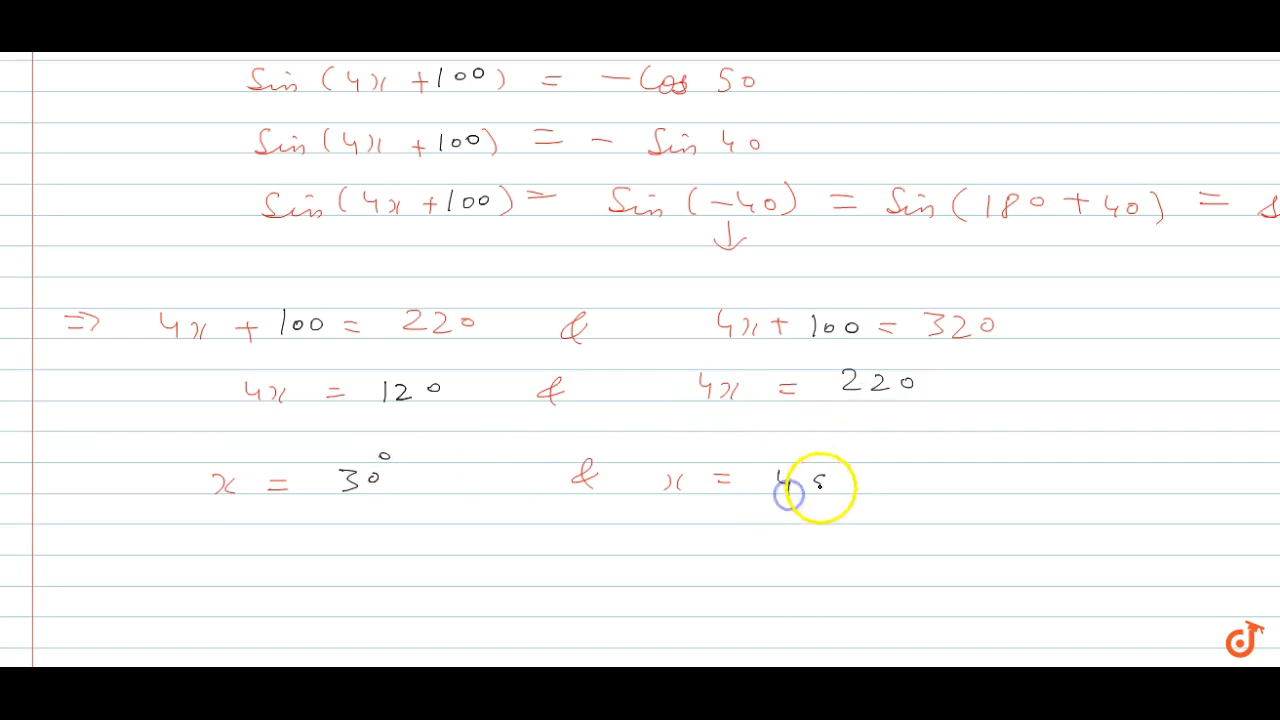 Sin (4x + 100) = - Cos 50
Sin (4x + 100) = - Sin 40
Sin (4x + 100) = Sin (-40) = Sin (180 + 40) =
↓
⇒ 4x + 100 = 220 & 4x + 100 = 320
4x = 120 & 4x = 220
x = 30° & x =